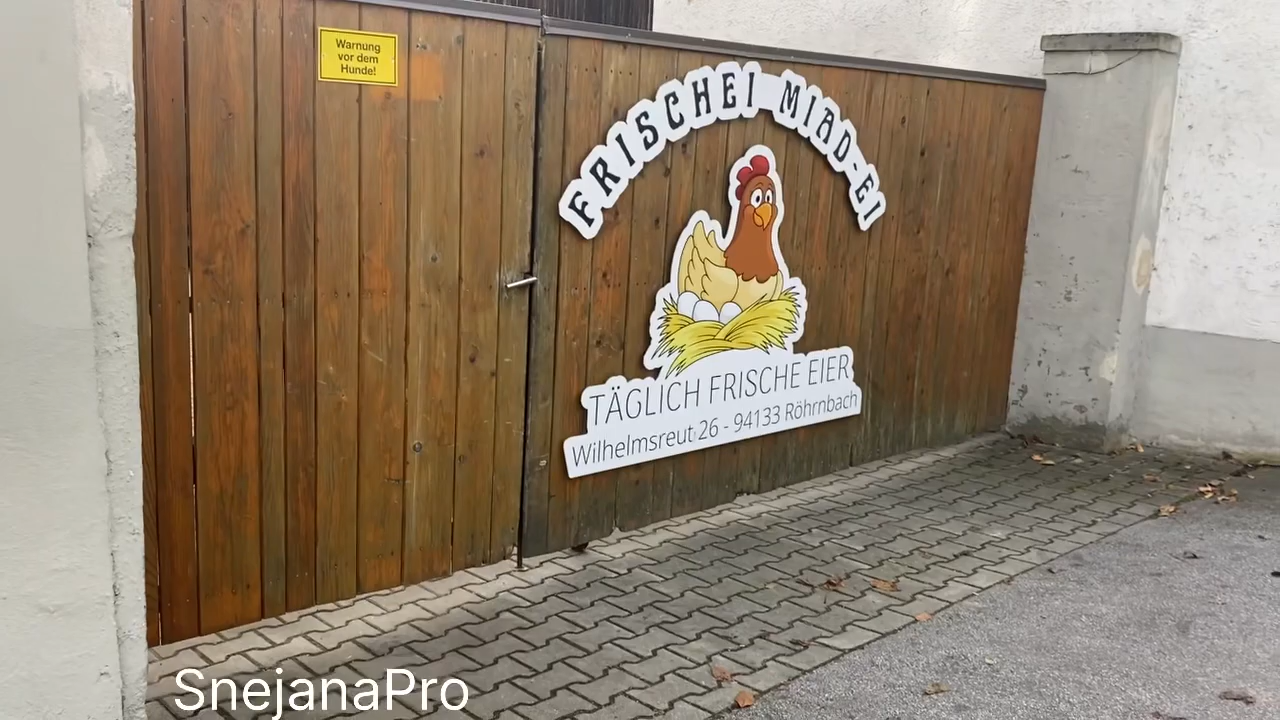 Warnung
vor dem
Hunde!
FRISCHEI MIAD-EI
TÄGLICH FRISCHE EIER
Wilhelmsreut 26 - 94133 Röhrnbach
SnejanaPro